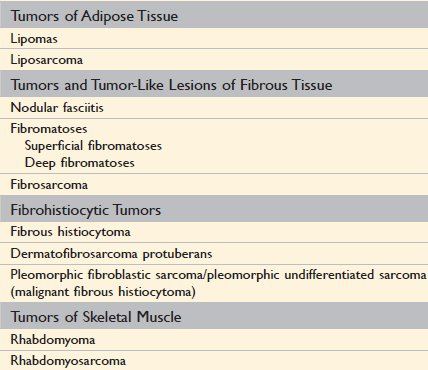 Tumors of Adipose Tissue
Lipomas
Liposarcoma
Tumors and Tumor-Like Lesions of Fibrous Tissue
Nodular fasciitis
Fibromatoses
Superficial fibromatoses
Deep fibromatoses
Fibrosarcoma
Fibrohistiocytic Tumors
Fibrous histiocytoma
Dermatofibrosarcoma protuberans
Pleomorphic fibroblastic sarcoma/pleomorphic undifferentiated sarcoma
(malignant fibrous histiocytoma)
Tumors of Skeletal Muscle
Rhabdomyoma
Rhabdomyosarcoma